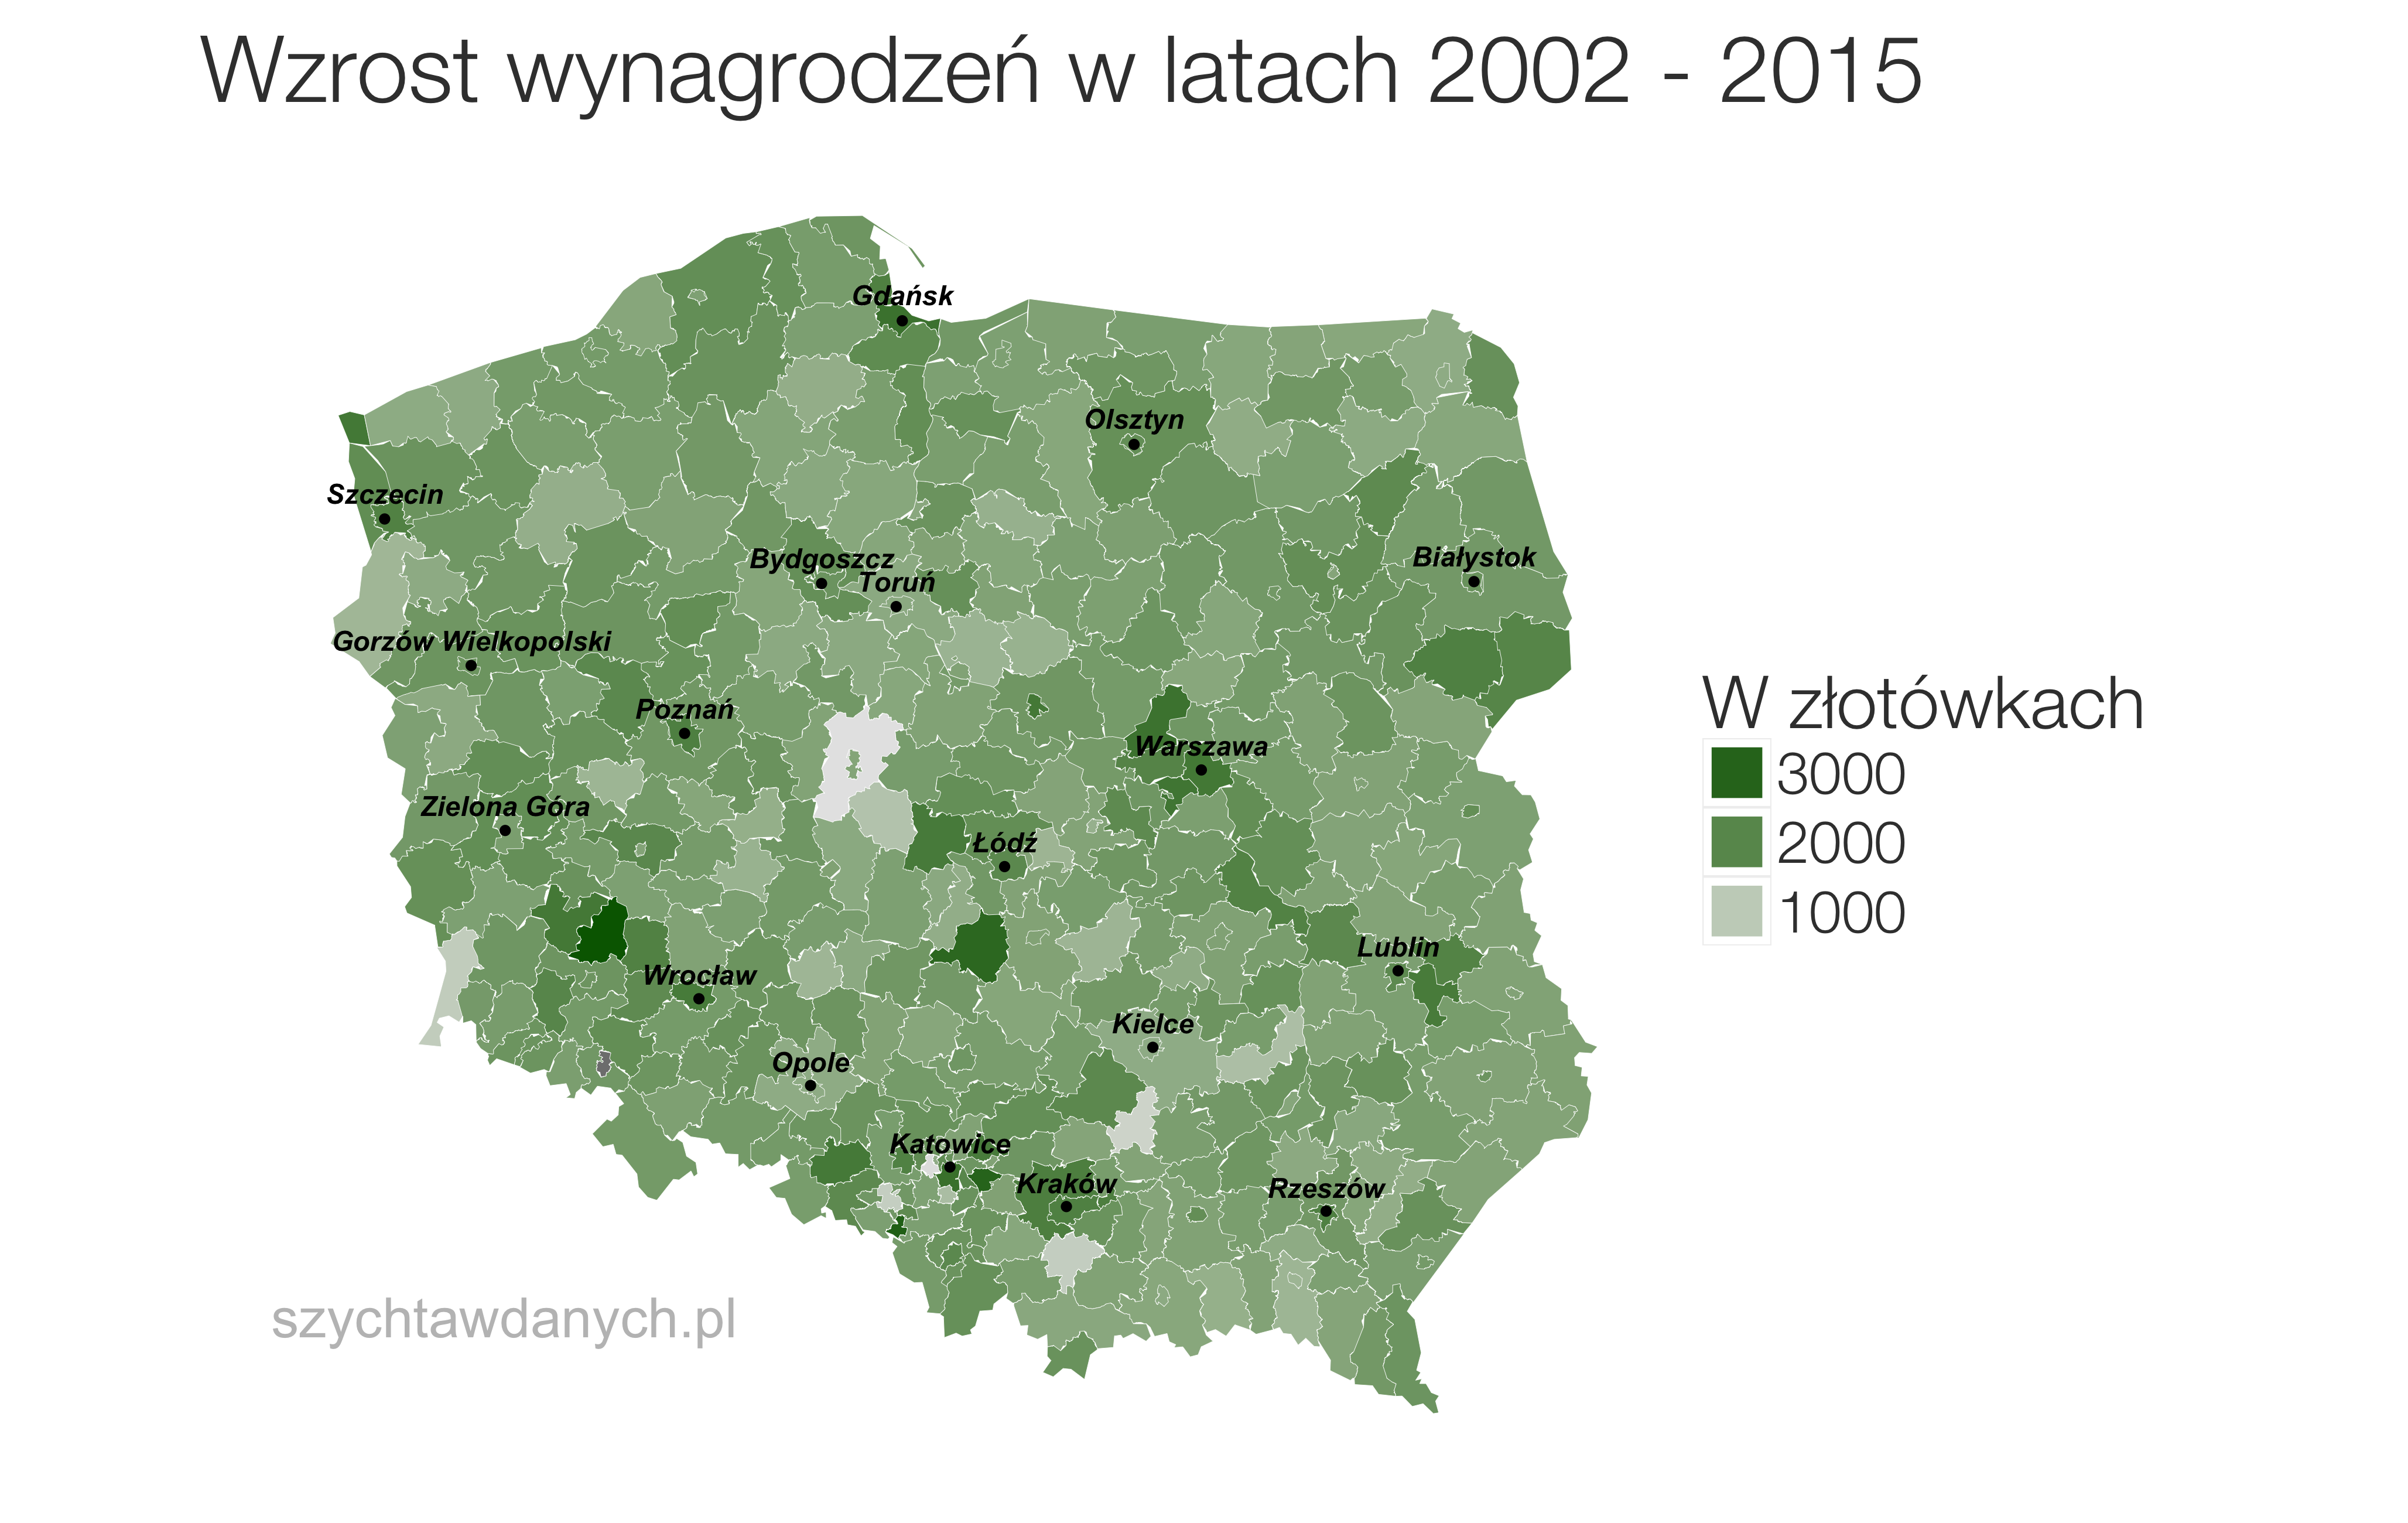 Wzrost wynagrodzeń w latach 2002 - 2015
Gdańsk
Olsztyn
Szczecin
Bydgoszcz
Białystok
Toruń
Gorzów Wielkopolski
Poznań
Warszawa
Zielona Góra
Łódź
Wrocław
Lublin
Kielce
Opole
Katowice
Kraków
Rzeszów
W złotówkach
3000
2000
1000
szychtawdanych.pl